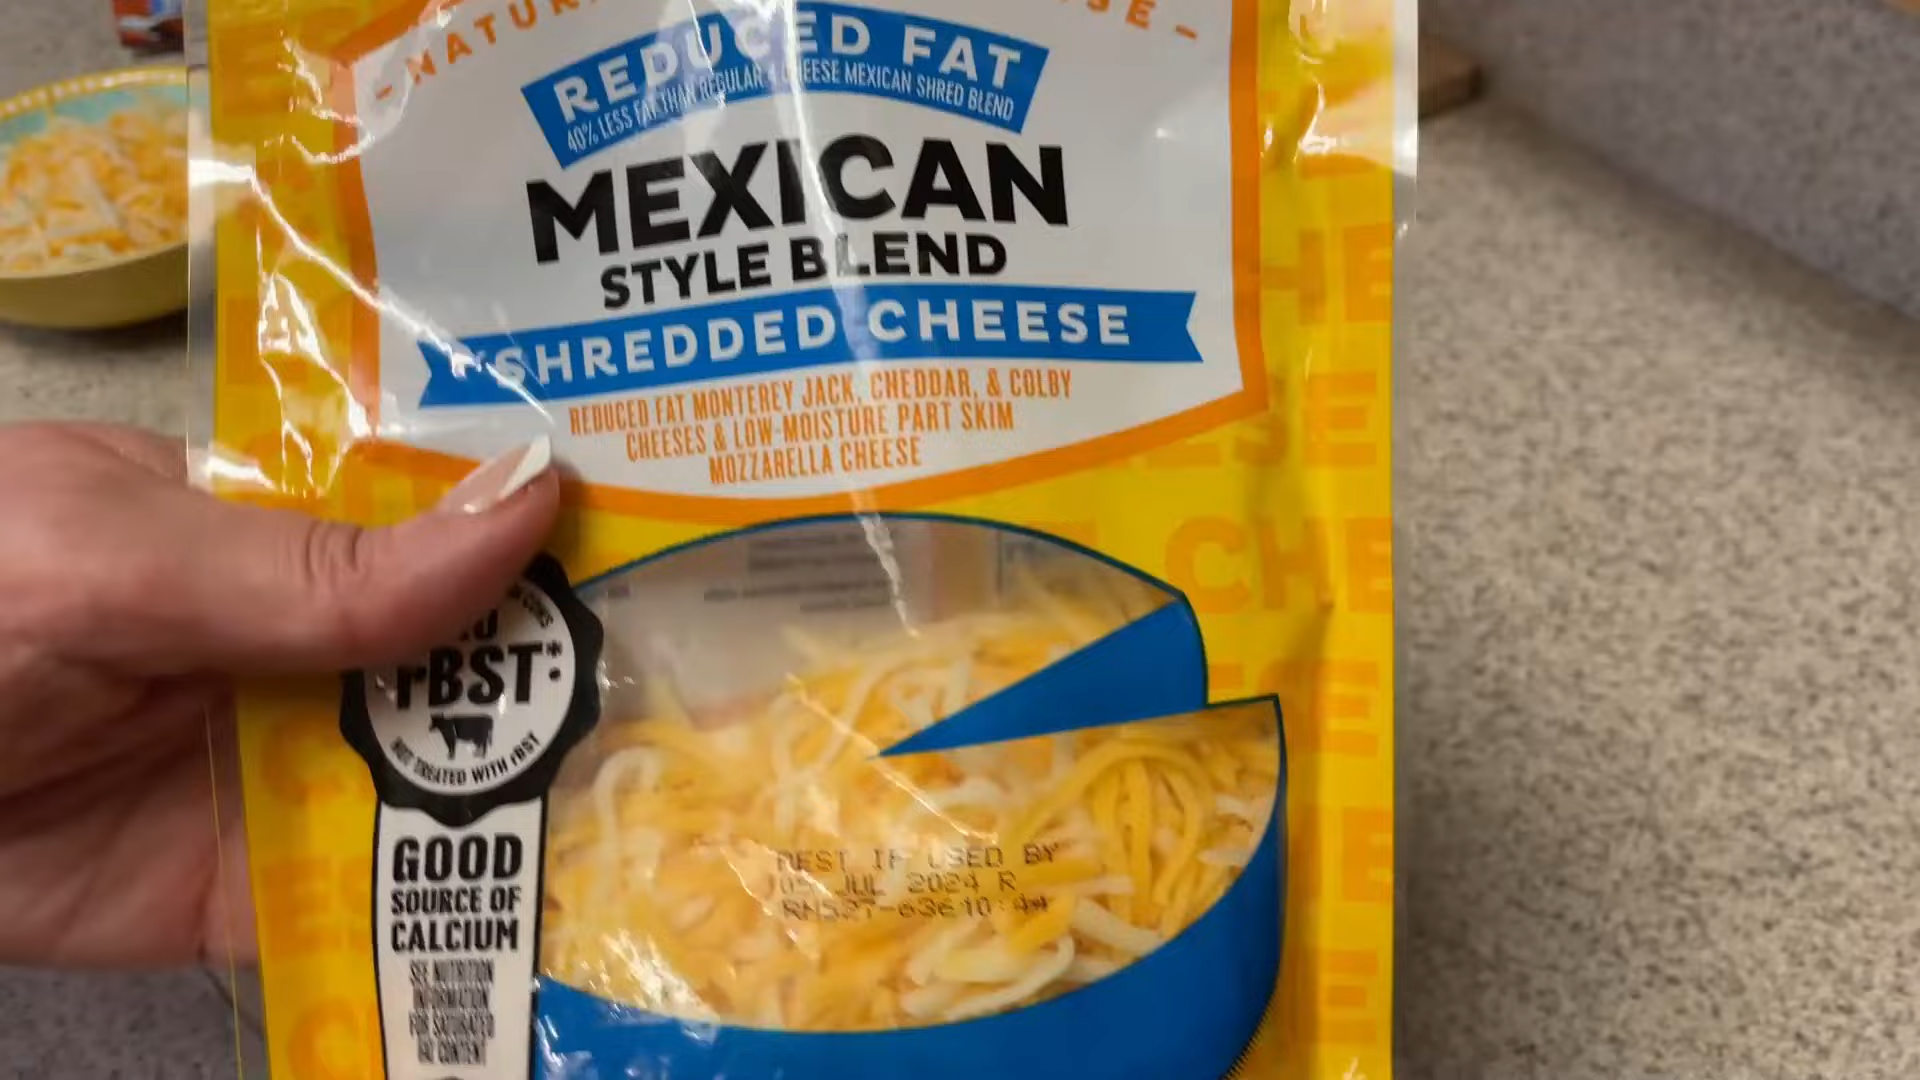 REDUCED FAT
40% LESS FAT THAN REGULAR 4 CHEESE MEXICAN SHRED BLEND
MEXICAN
STYLE BLEND
SHREDDED CHEESE
REDUCED FAT MONTEREY JACK, CHEDDAR, & COLBY
CHEESES & LOW-MOISTURE PART SKIM
MOZZARELLA CHEESE
COWS
rBST*:
NOT TREATED WITH rBST
GOOD
SOURCE OF
CALCIUM
SEE NUTRITION
INFORMATION
FOR SATURATED
FAT CONTENT
BEST IF USED BY
05 JUL 2024 R